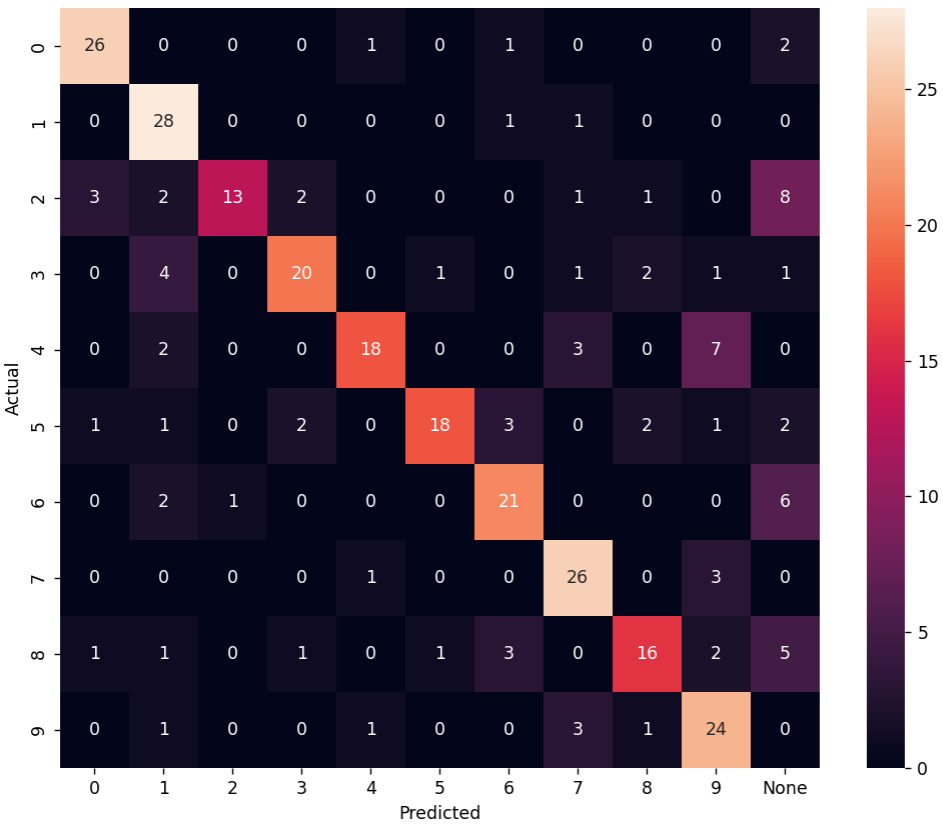 0 26 0 0 0 1 0 1 0 0 0 2
1 0 28 0 0 0 0 1 1 0 0 0
2 3 2 13 2 0 0 0 1 1 0 8
3 0 4 0 20 0 1 0 1 2 1 1
4 0 2 0 0 18 0 0 3 0 7 0
5 1 1 0 2 0 18 3 0 2 1 2
6 0 2 1 0 0 0 21 0 0 0 6
7 0 0 0 0 1 0 0 26 0 3 0
8 1 1 0 1 0 1 3 0 16 2 5
9 0 1 0 0 1 0 0 3 1 24 0
0 1 2 3 4 5 6 7 8 9 None
Predicted
Actual
25
20
15
10
5
0